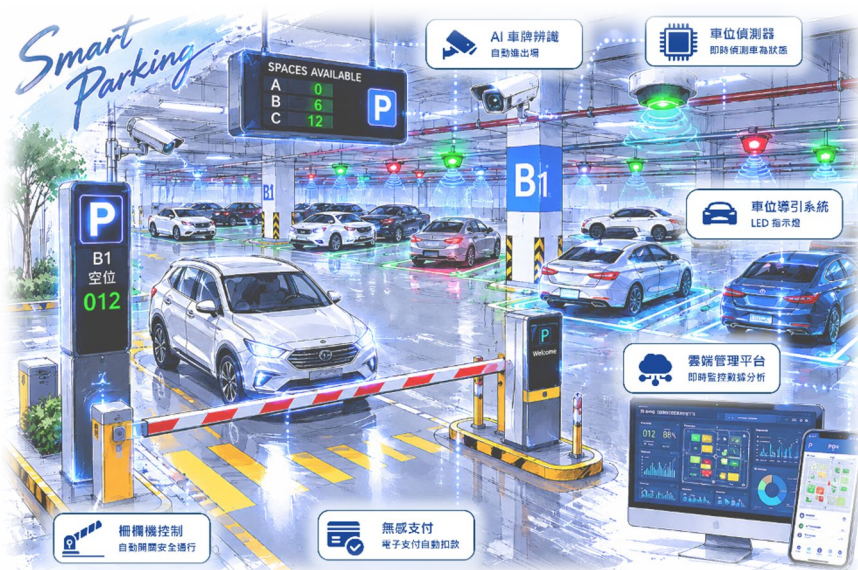 Smart
Parking
SPACES AVAILABLE
A 0
B 6
C 12
P
AI 車牌辨識
自動進出場
車位偵測器
即時偵測車為狀態
B1
B1
車位導引系統
LED 指示燈
P
B1
空位
012
P
Welcome
雲端管理平台
即時監控數據分析
012
柵欄機控制
自動開關安全通行
無感支付
電子支付自動扣款